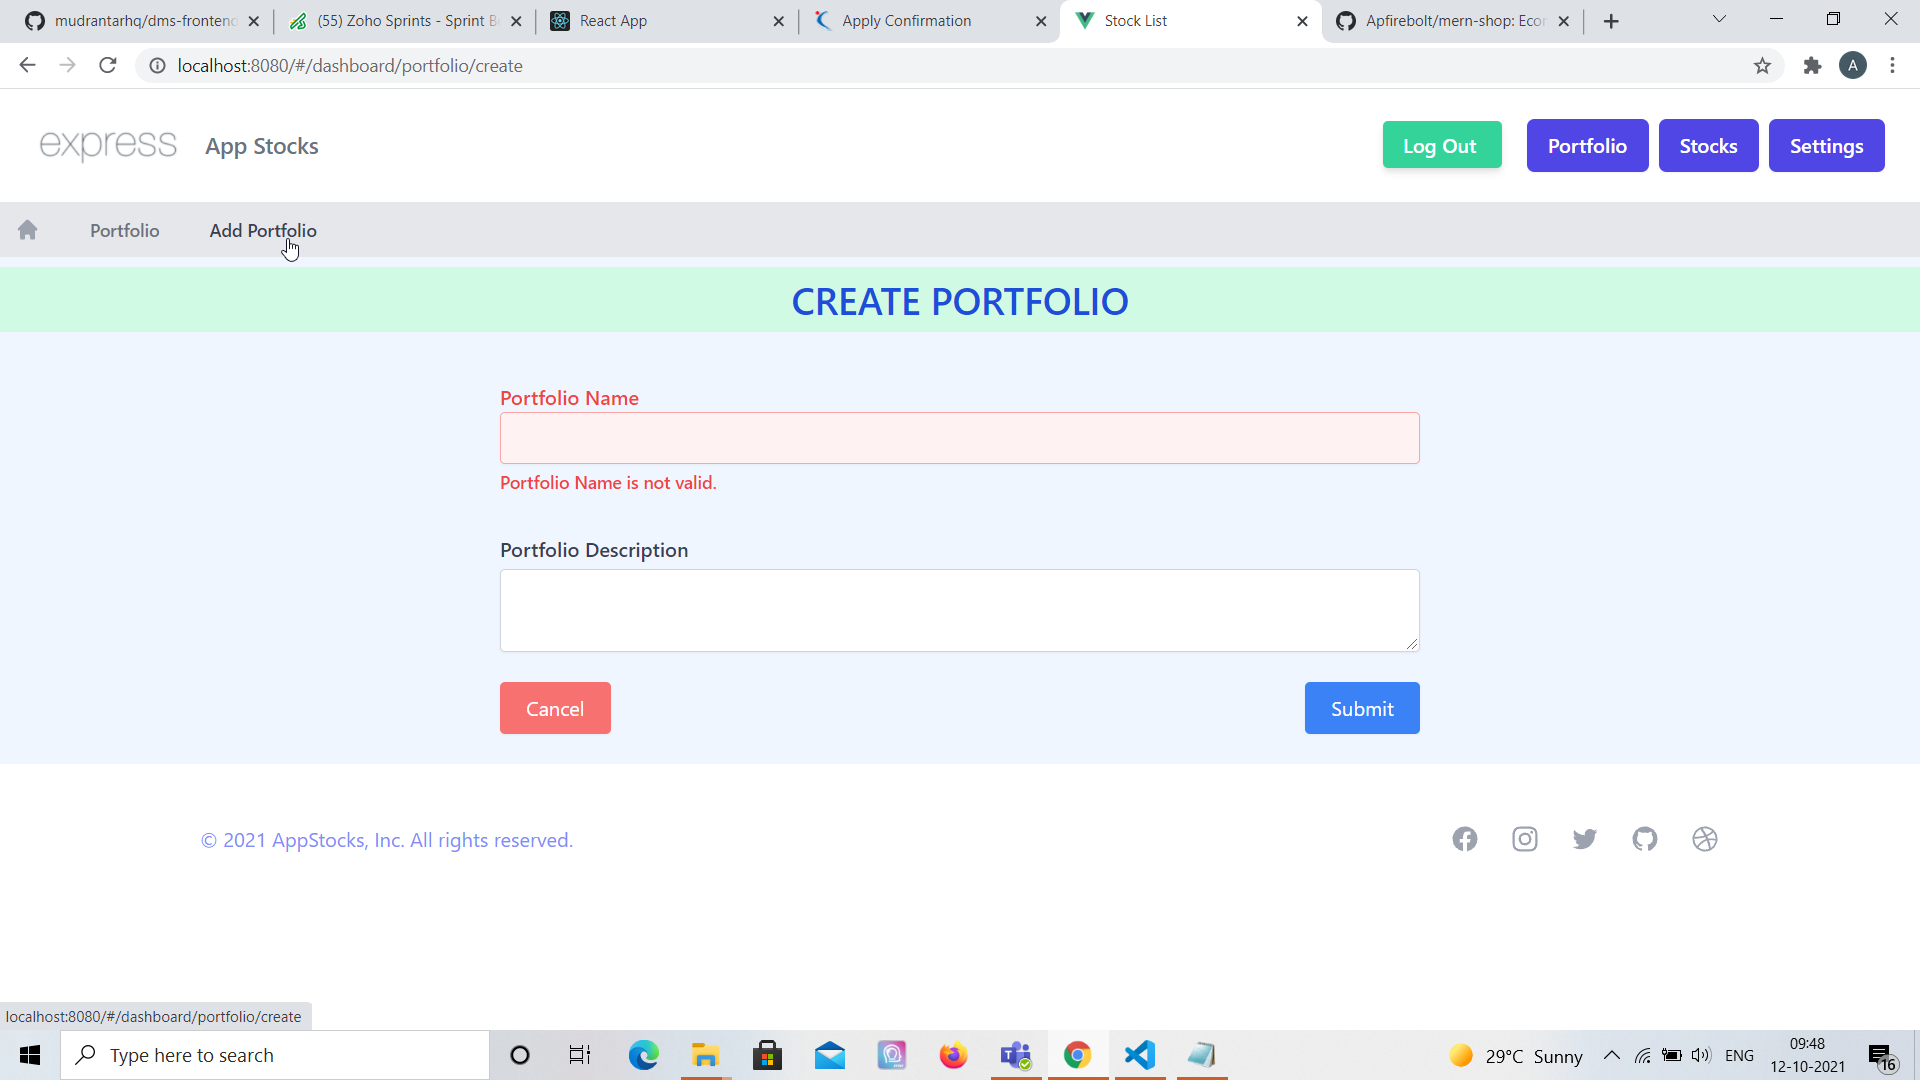 mudrantarhq/dms-frontend
(55) Zoho Sprints - Sprint B
React App
Apply Confirmation
Stock List
Apfirebolt/mern-shop: Ecom
localhost:8080/#/dashboard/portfolio/create
A
express
App Stocks
Log Out
Portfolio
Stocks
Settings
Portfolio
Add Portfolio
CREATE PORTFOLIO
Portfolio Name
Portfolio Name is not valid.
Portfolio Description
Cancel
Submit
© 2021 AppStocks, Inc. All rights reserved.
localhost:8080/#/dashboard/portfolio/create
Type here to search
29°C Sunny
ENG
09:48
12-10-2021
16